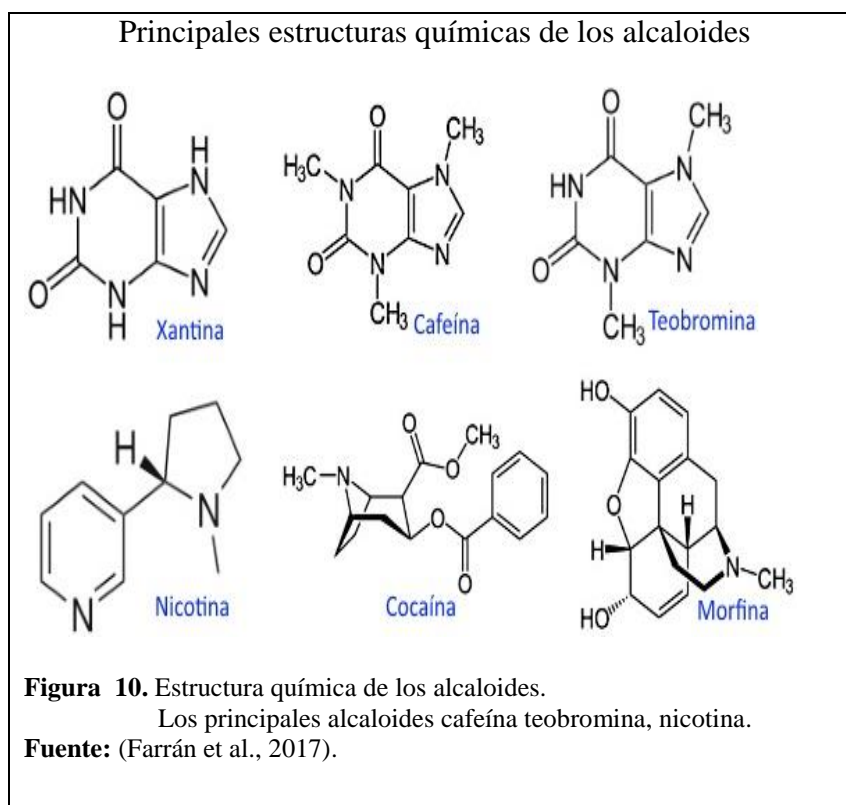 Principales estructuras químicas de los alcaloides
O
H
N
HN
O
N
H
N
Xantina
O
CH₃
H₃C
N
N
O
N
N
CH₃
Cafeína
O
CH₃
HN
N
O
N
N
CH₃
Teobromina
H
N
N
Nicotina
H₃C
N
O
O
CH₃
O
O
Cocaína
HO
O
H
H
N
CH₃
HO
Morfina
Figura 10. Estructura química de los alcaloides.
Los principales alcaloides cafeína teobromina, nicotina.
Fuente: (Farrán et al., 2017).